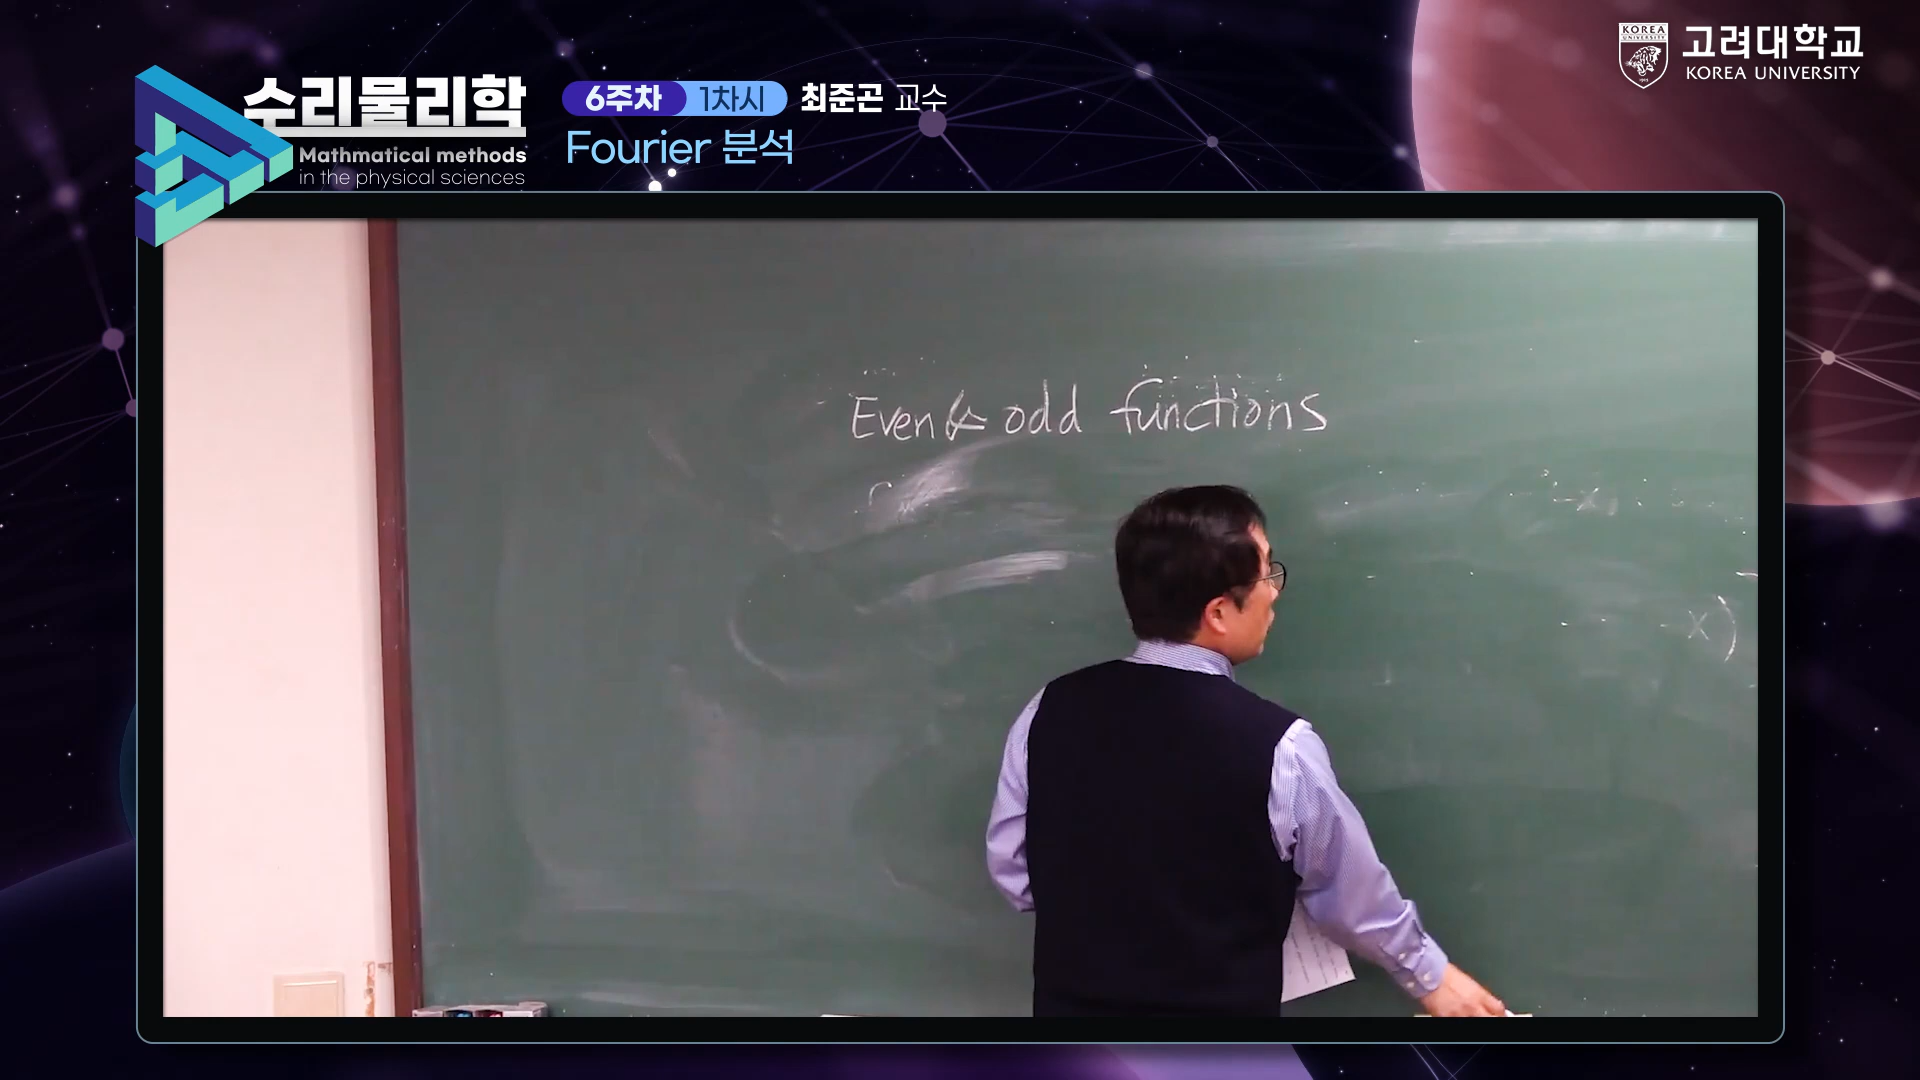 KOREA
UNIVERSITY
1905
고려대학교
KOREA UNIVERSITY
수리물리학
Mathmatical methods
in the physical sciences
6주차 1차시 최준곤 교수
Fourier 분석
Even & odd functions
x)